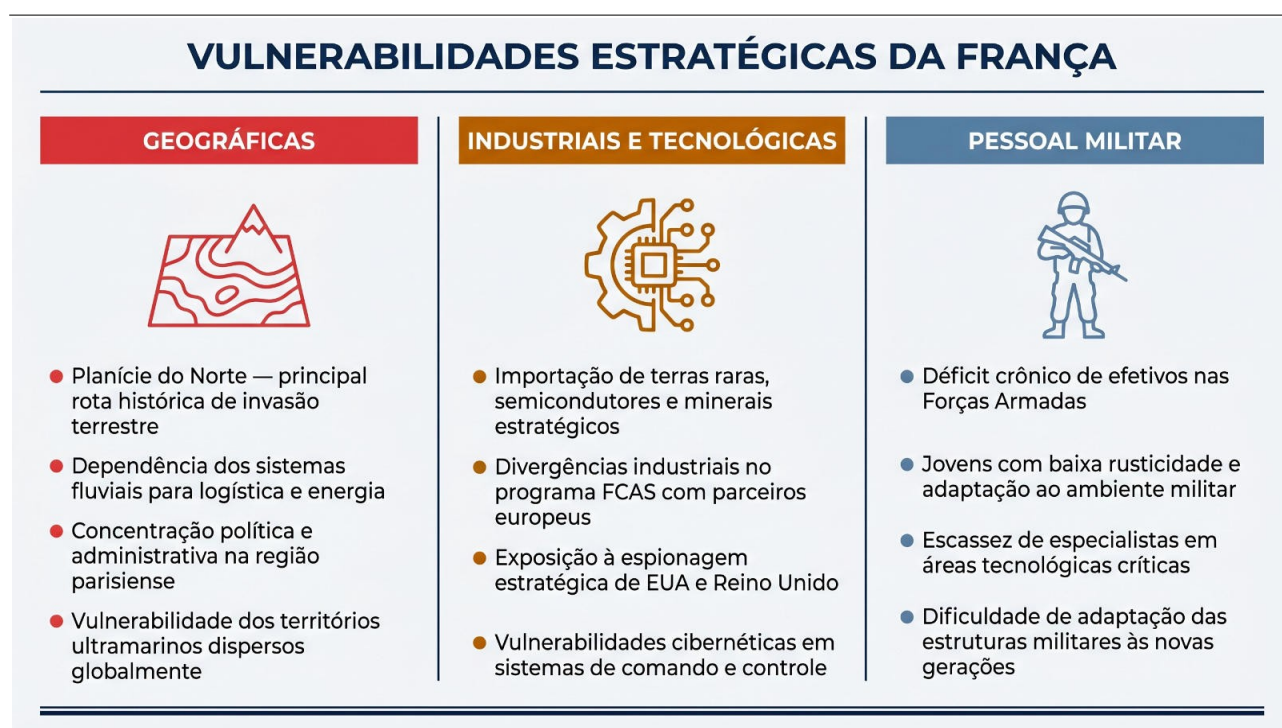 VULNERABILIDADES ESTRATÉGICAS DA FRANÇA
GEOGRÁFICAS
Planície do Norte — principal
rota histórica de invasão
terrestre
Dependência dos sistemas
fluviais para logística e energia
Concentração política e
administrativa na região
parisiense
Vulnerabilidade dos territórios
ultramarinos dispersos
globalmente
INDUSTRIAIS E TECNOLÓGICAS
Importação de terras raras,
semicondutores e minerais
estratégicos
Divergências industriais no
programa FCAS com parceiros
europeus
Exposição à espionagem
estratégica de EUA e Reino Unido
Vulnerabilidades cibernéticas em
sistemas de comando e controle
PESSOAL MILITAR
Déficit crônico de efetivos nas
Forças Armadas
Jovens com baixa rusticidade e
adaptação ao ambiente militar
Escassez de especialistas em
áreas tecnológicas críticas
Dificuldade de adaptação das
estruturas militares às novas
gerações